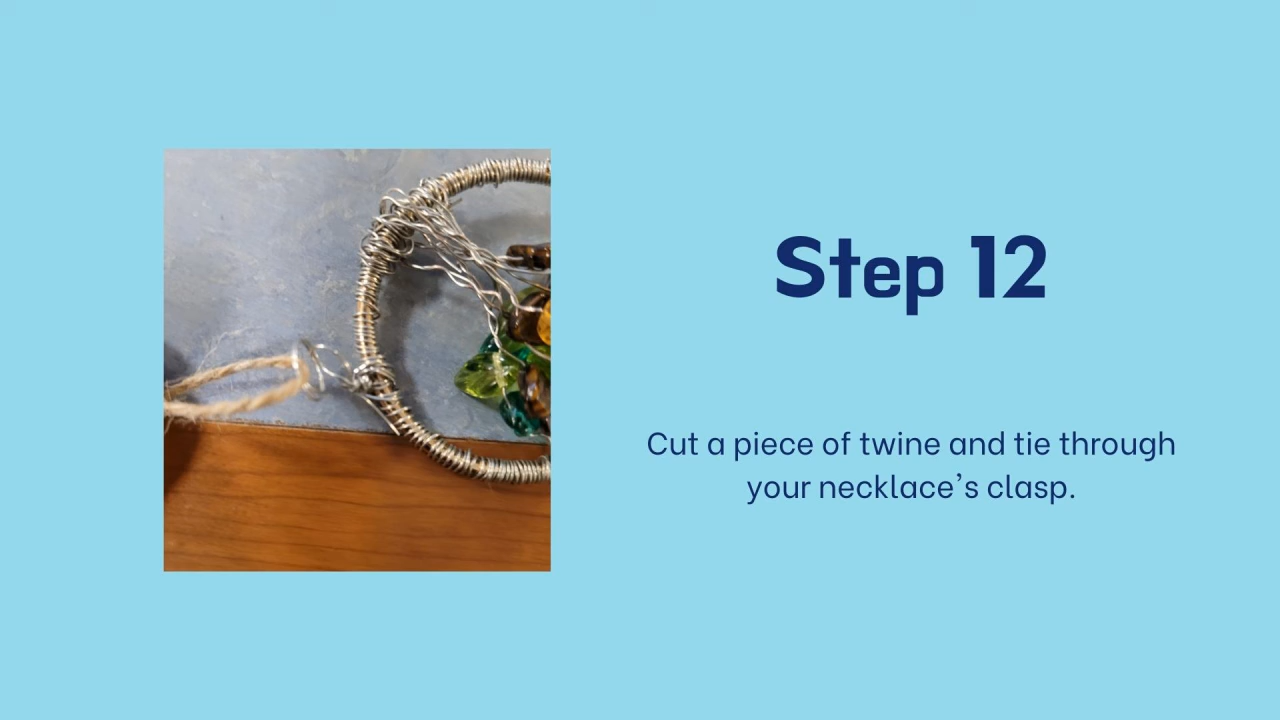 Step 12
Cut a piece of twine and tie through
your necklace's clasp.